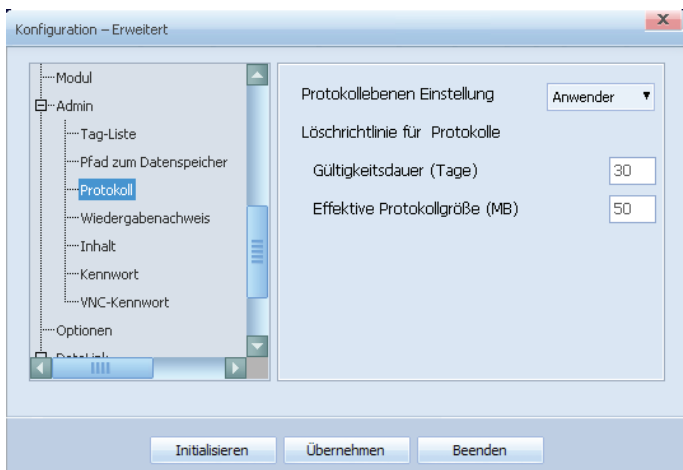 Konfiguration – Erweitert
x
Modul
Admin
Tag-Liste
Pfad zum Datenspeicher
Protokoll
Wiedergabenachweis
Inhalt
Kennwort
VNC-Kennwort
Optionen
DataLink
Protokollebenen Einstellung
Anwender
Löschrichtlinie für Protokolle
Gültigkeitsdauer (Tage)
30
Effektive Protokollgröße (MB)
50
Initialisieren
Übernehmen
Beenden